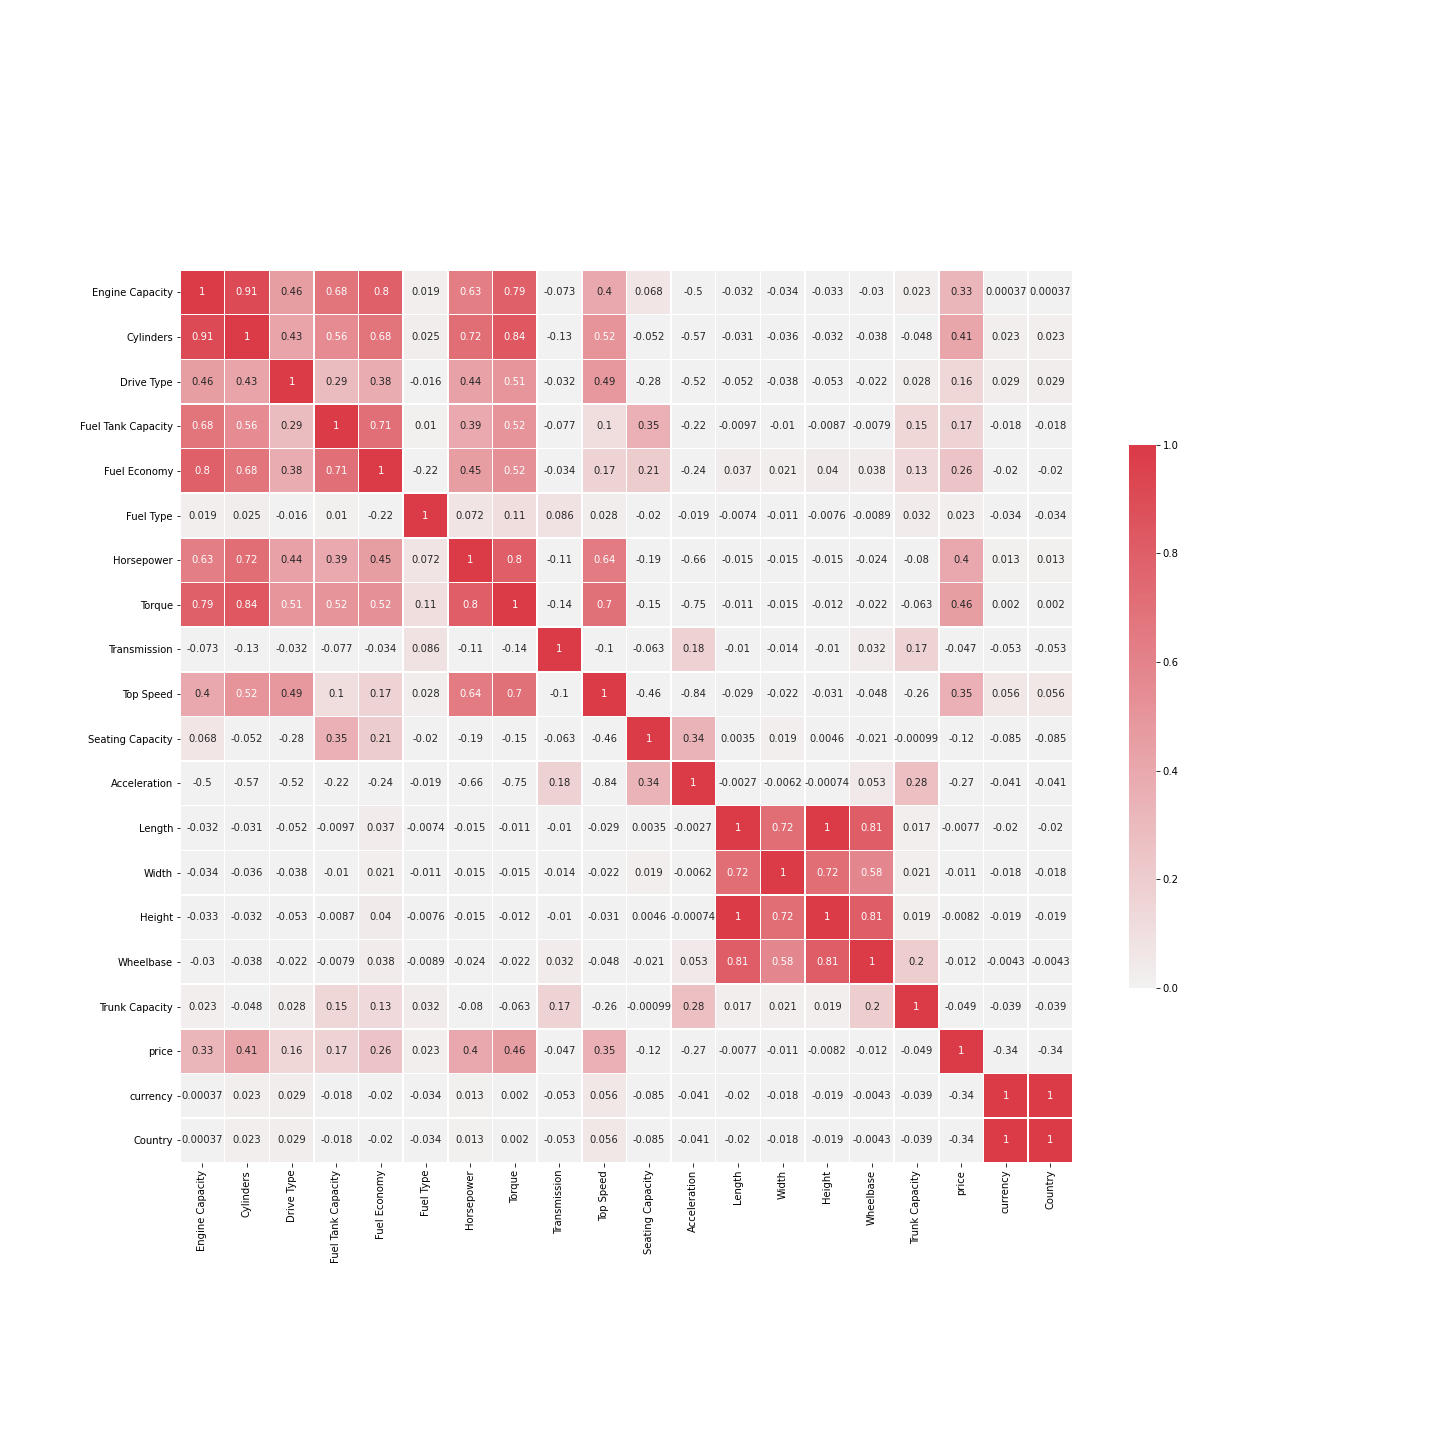 Engine Capacity 1 0.91 0.46 0.68 0.8 0.019 0.63 0.79 -0.073 0.4 0.068 -0.5 -0.032 -0.034 -0.033 -0.03 0.023 0.33 0.00037 0.00037
Cylinders 0.91 1 0.43 0.56 0.68 0.025 0.72 0.84 -0.13 0.52 -0.052 -0.57 -0.031 -0.036 -0.032 -0.038 -0.048 0.41 0.023 0.023
Drive Type 0.46 0.43 1 0.29 0.38 -0.016 0.44 0.51 -0.032 0.49 -0.28 -0.52 -0.052 -0.038 -0.053 -0.022 0.028 0.16 0.029 0.029
Fuel Tank Capacity 0.68 0.56 0.29 1 0.71 0.01 0.39 0.52 -0.077 0.1 0.35 -0.22 -0.0097 -0.01 -0.0087 -0.0079 0.15 0.17 -0.018 -0.018
1.0
Fuel Economy 0.8 0.68 0.38 0.71 1 -0.22 0.45 0.52 -0.034 0.17 0.21 -0.24 0.037 0.021 0.04 0.038 0.13 0.26 -0.02 -0.02
Fuel Type 0.019 0.025 -0.016 0.01 -0.22 1 0.072 0.11 0.086 0.028 -0.02 -0.019 -0.0074 -0.011 -0.0076 -0.0089 0.032 0.023 -0.034 -0.034
0.8
Horsepower 0.63 0.72 0.44 0.39 0.45 0.072 1 0.8 -0.11 0.64 -0.19 -0.66 -0.015 -0.015 -0.015 -0.024 -0.08 0.4 0.013 0.013
Torque 0.79 0.84 0.51 0.52 0.52 0.11 0.8 1 -0.14 0.7 -0.15 -0.75 -0.011 -0.015 -0.012 -0.022 -0.063 0.46 0.002 0.002
Transmission -0.073 -0.13 -0.032 -0.077 -0.034 0.086 -0.11 -0.14 1 -0.1 -0.063 0.18 -0.01 -0.014 -0.01 0.032 0.17 -0.047 -0.053 -0.053
0.6
Top Speed 0.4 0.52 0.49 0.1 0.17 0.028 0.64 0.7 -0.1 1 -0.46 -0.84 -0.029 -0.022 -0.031 -0.048 -0.26 0.35 0.056 0.056
Seating Capacity 0.068 -0.052 -0.28 0.35 0.21 -0.02 -0.19 -0.15 -0.063 -0.46 1 0.34 0.0035 0.019 0.0046 -0.021 -0.00099 -0.12 -0.085 -0.085
0.4
Acceleration -0.5 -0.57 -0.52 -0.22 -0.24 -0.019 -0.66 -0.75 0.18 -0.84 0.34 1 -0.0027 -0.0062 -0.00074 0.053 0.28 -0.27 -0.041 -0.041
Length -0.032 -0.031 -0.052 -0.0097 0.037 -0.0074 -0.015 -0.011 -0.01 -0.029 0.0035 -0.0027 1 0.72 1 0.81 0.017 -0.0077 -0.02 -0.02
Width -0.034 -0.036 -0.038 -0.01 0.021 -0.011 -0.015 -0.015 -0.014 -0.022 0.019 -0.0062 0.72 1 0.72 0.58 0.021 -0.011 -0.018 -0.018
0.2
Height -0.033 -0.032 -0.053 -0.0087 0.04 -0.0076 -0.015 -0.012 -0.01 -0.031 0.0046 -0.00074 1 0.72 1 0.81 0.019 -0.0082 -0.019 -0.019
Wheelbase -0.03 -0.038 -0.022 -0.0079 0.038 -0.0089 -0.024 -0.022 0.032 -0.048 -0.021 0.053 0.81 0.58 0.81 1 0.2 -0.012 -0.0043 -0.0043
0.0
Trunk Capacity 0.023 -0.048 0.028 0.15 0.13 0.032 -0.08 -0.063 0.17 -0.26 -0.00099 0.28 0.017 0.021 0.019 0.2 1 -0.049 -0.039 -0.039
price 0.33 0.41 0.16 0.17 0.26 0.023 0.4 0.46 -0.047 0.35 -0.12 -0.27 -0.0077 -0.011 -0.0082 -0.012 -0.049 1 -0.34 -0.34
currency 0.00037 0.023 0.029 -0.018 -0.02 -0.034 0.013 0.002 -0.053 0.056 -0.085 -0.041 -0.02 -0.018 -0.019 -0.0043 -0.039 -0.34 1 1
Country 0.00037 0.023 0.029 -0.018 -0.02 -0.034 0.013 0.002 -0.053 0.056 -0.085 -0.041 -0.02 -0.018 -0.019 -0.0043 -0.039 -0.34 1 1
Engine Capacity
Cylinders
Drive Type
Fuel Tank Capacity
Fuel Economy
Fuel Type
Horsepower
Torque
Transmission
Top Speed
Seating Capacity
Acceleration
Length
Width
Height
Wheelbase
Trunk Capacity
price
currency
Country